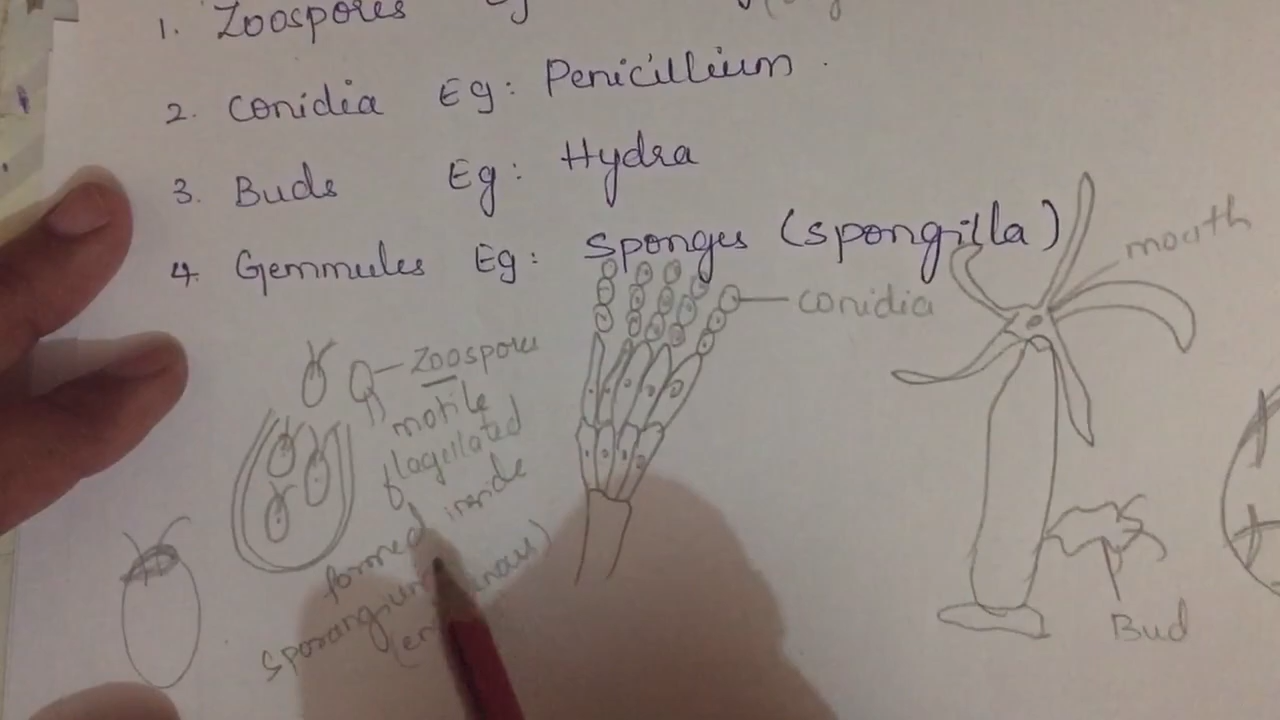 1. Zoospores
2. Conidia Eg: Penicillium.
3. Buds Eg: Hydra
4. Gemmules Eg: Sponges (Spongilla)
mouth
conidia
Zoospores
motile
flagellated
formed inside
sporangium
Bud